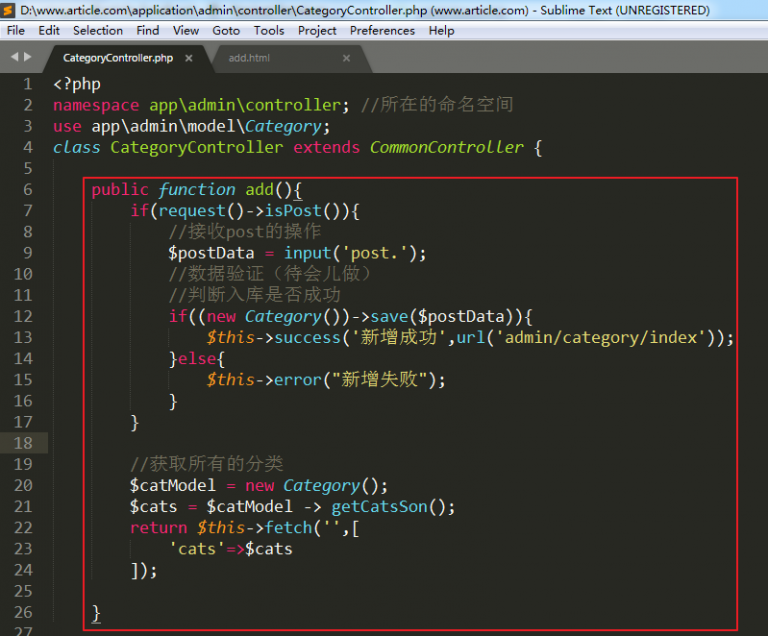 D:\www.article.com\application\admin\controller\CategoryController.php (www.article.com) - Sublime Text (UNREGISTERED)
File Edit Selection Find View Goto Tools Project Preferences Help
CategoryController.php × add.html ×
1 <?php
2 namespace app\admin\controller; //所在的命名空间
3 use app\admin\model\Category;
4 class CategoryController extends CommonController {
5
6 public function add(){
7 if(request()->isPost()){
8 //接收post的操作
9 $postData = input('post.');
10 //数据验证（待会儿做）
11 //判断入库是否成功
12 if((new Category())->save($postData)){
13 $this->success('新增成功',url('admin/category/index'));
14 }else{
15 $this->error("新增失败");
16 }
17 }
18
19 //获取所有的分类
20 $catModel = new Category();
21 $cats = $catModel -> getCatsSon();
22 return $this->fetch('',[
23 'cats'=>$cats
24 ]);
25
26 }
27